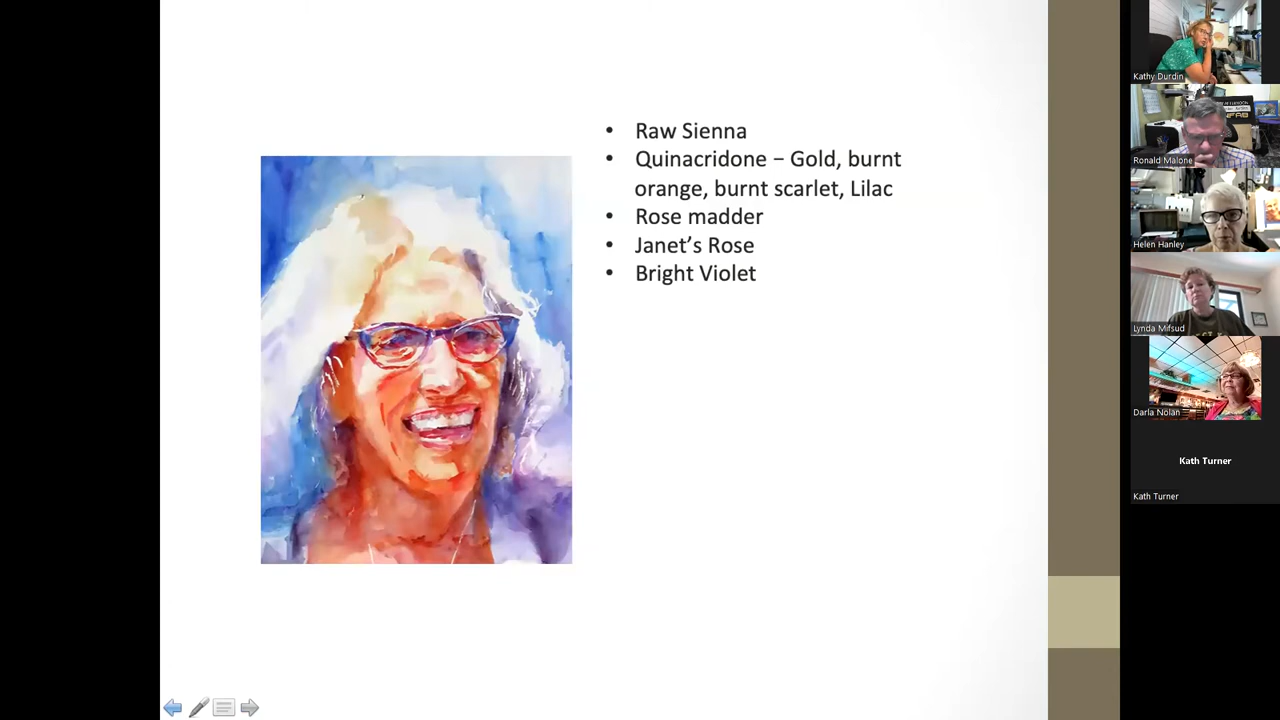 • Raw Sienna
• Quinacridone – Gold, burnt
orange, burnt scarlet, Lilac
• Rose madder
• Janet’s Rose
• Bright Violet
Kathy Durdin
Ronald Malone
Helen Hanley
Lynda Mifsud
Darla Nolan
Kath Turner
Kath Turner